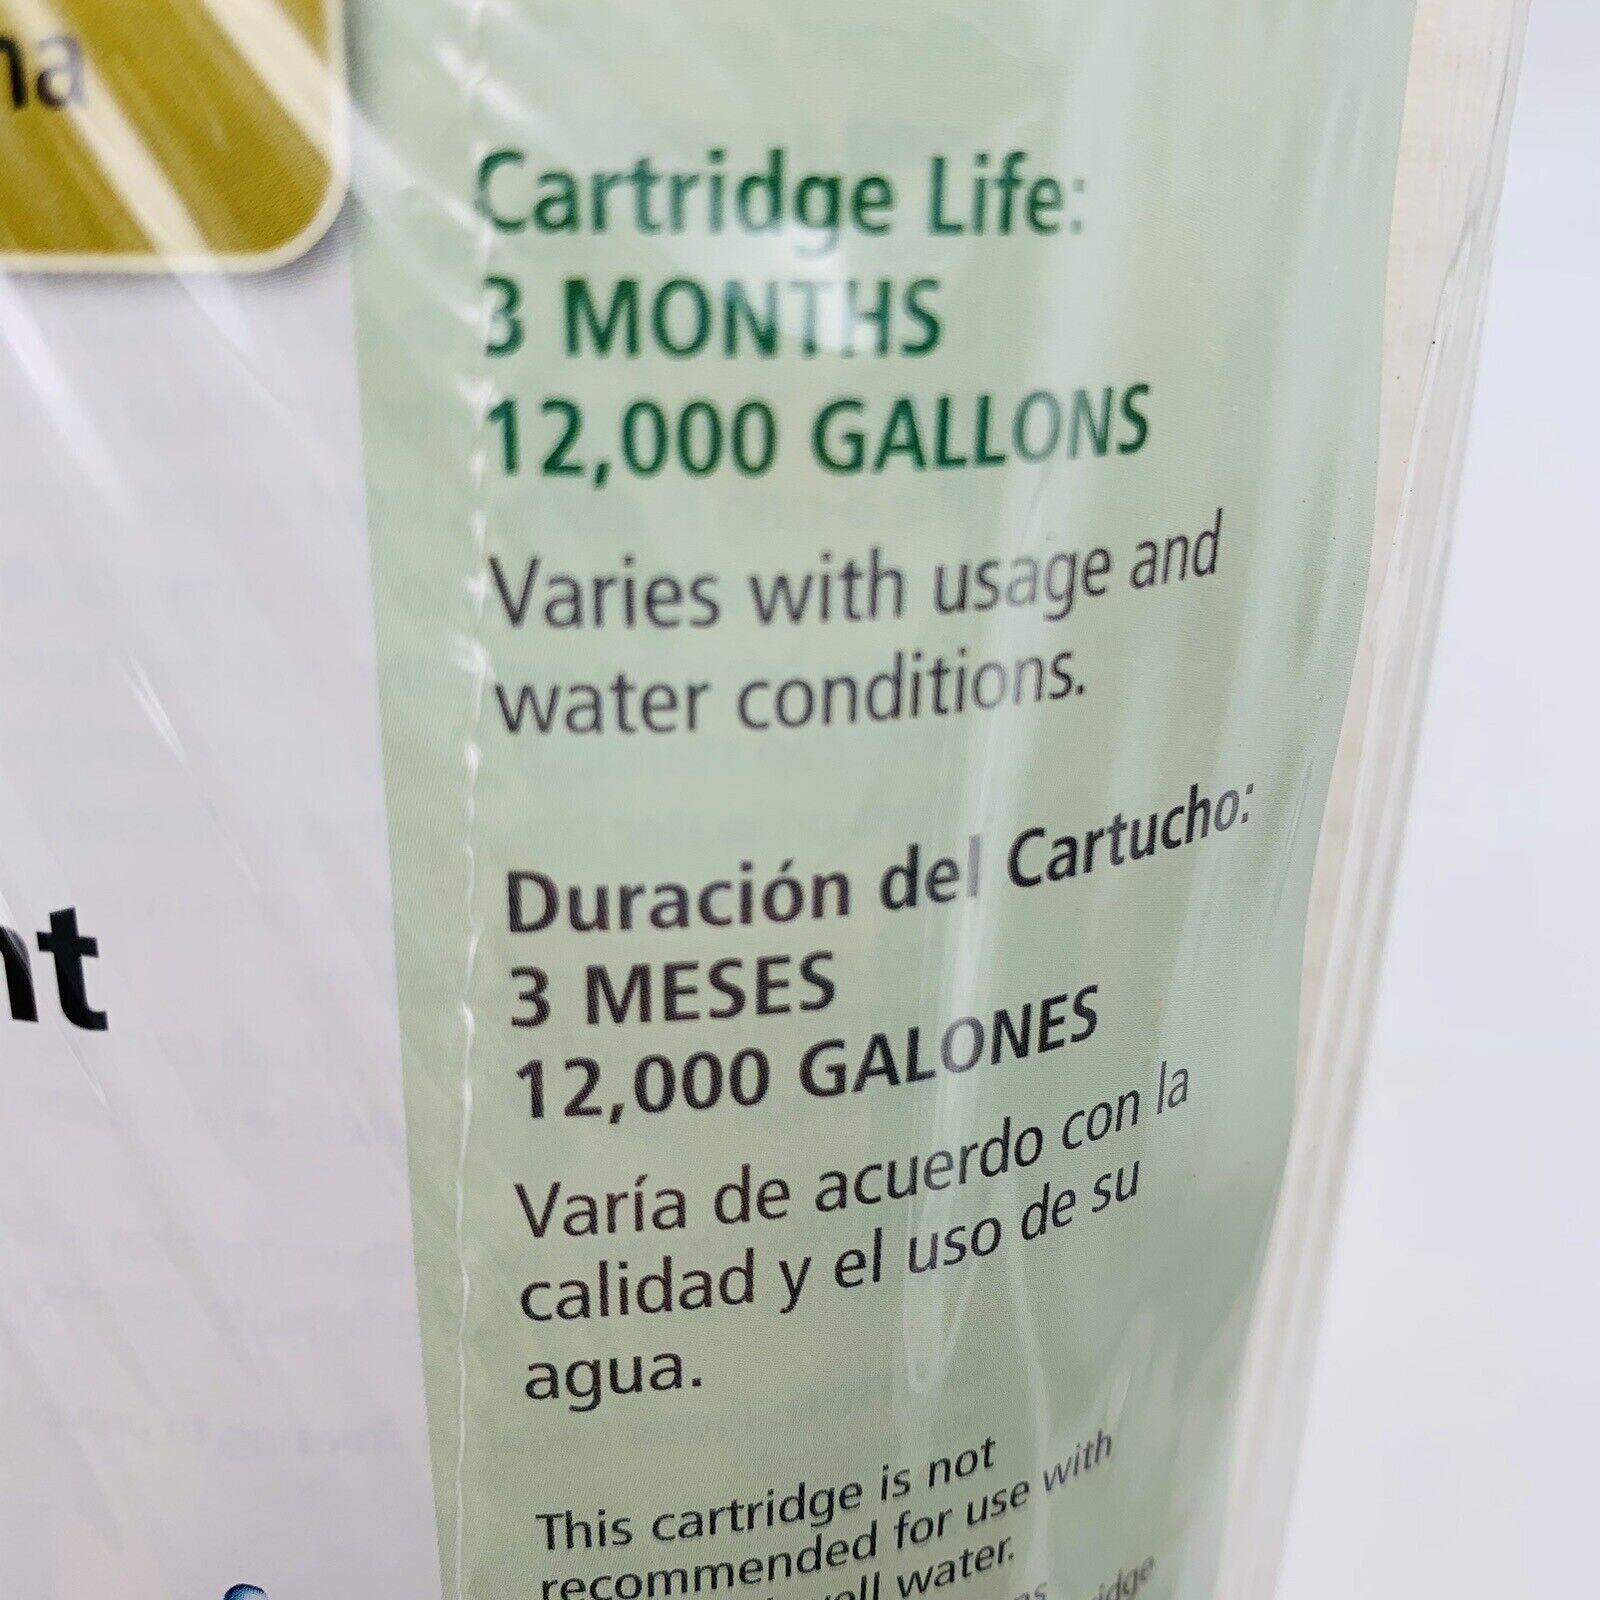 Cartridge Life:
3 MONTHS
12,000 GALLONS
Varies with usage and
water conditions.
Duración del Cartucho:
3 MESES
12,000 GALONES
Varía de acuerdo con la
calidad y el uso de su
agua.
This cartridge is not
recommended for use with
water.